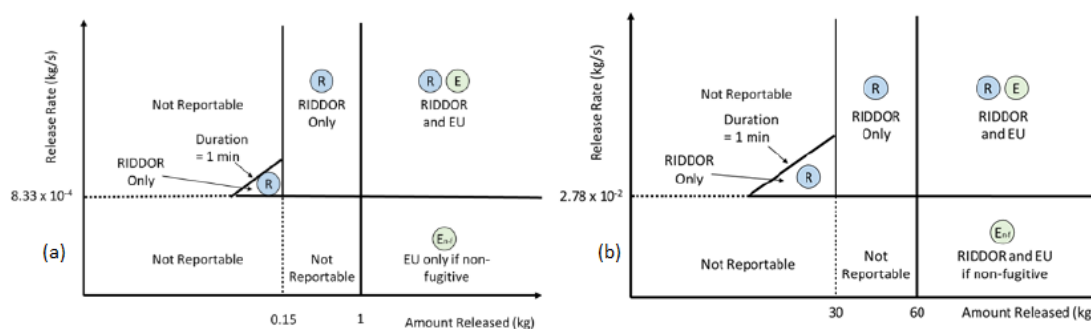 Release Rate (kg/s)
8.33 x 10⁻⁴
(a)
Not Reportable
Duration
= 1 min
RIDDOR
Only
R
R
RIDDOR
Only
R E
RIDDOR
and EU
Not Reportable
Not
Reportable
Eₙ₋f
EU only if non-
fugitive
0.15
1
Amount Released (kg)
Release Rate (kg/s)
2.78 x 10⁻²
(b)
Not Reportable
Duration
= 1 min
RIDDOR
Only
R
R
RIDDOR
Only
R E
RIDDOR
and EU
Not Reportable
Not
Reportable
Eₙ₋f
RIDDOR and EU
if non-fugitive
30
60
Amount Released (kg)